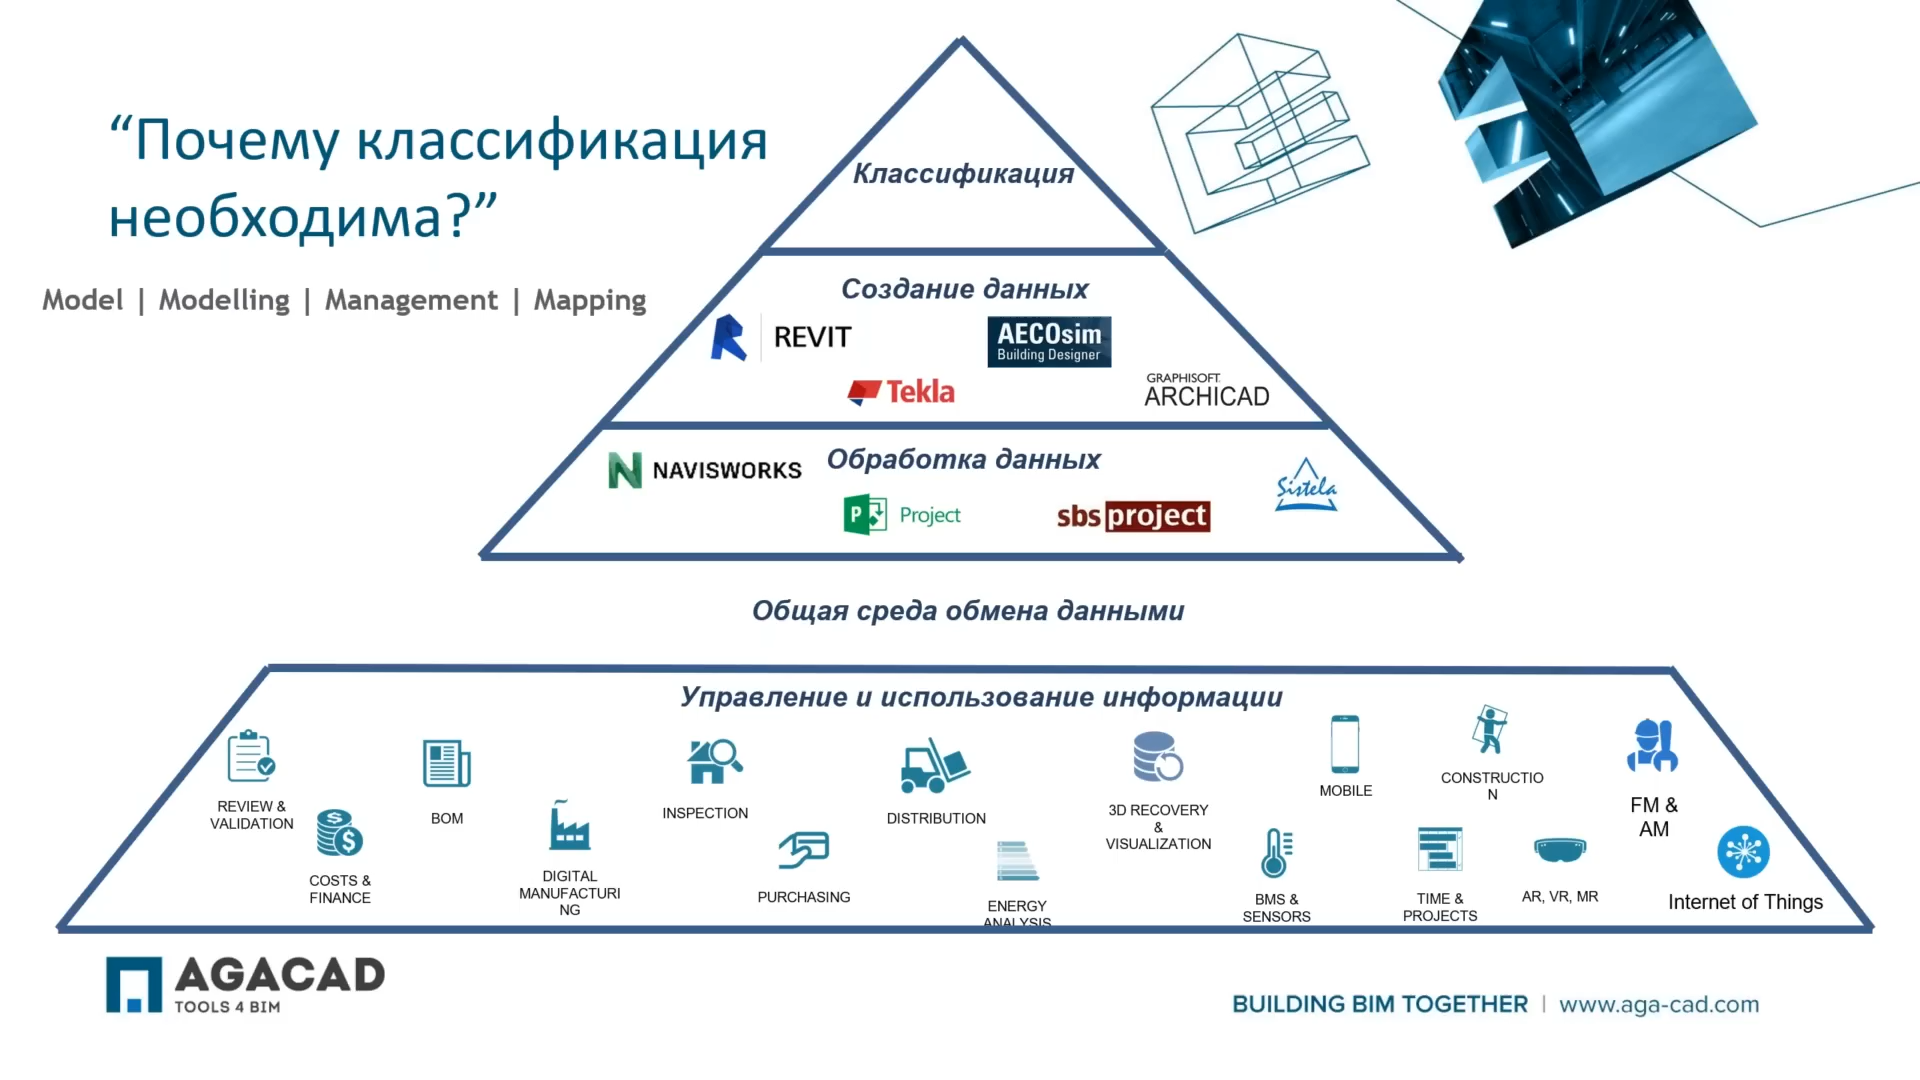 “Почему классификация
необходима?”
Model | Modelling | Management | Mapping
Классификация
Создание данных
REVIT
AECOsim
Building Designer
Tekla
GRAPHISOFT.
ARCHICAD
NAVISWORKS
Обработка данных
P Project
sbs project
Sistela
Общая среда обмена данными
Управление и использование информации
REVIEW &
VALIDATION
COSTS &
FINANCE
BOM
DIGITAL
MANUFACTURI
NG
INSPECTION
PURCHASING
DISTRIBUTION
ENERGY
ANALYSIS
3D RECOVERY
&
VISUALIZATION
BMS &
SENSORS
MOBILE
TIME &
PROJECTS
CONSTRUCTIO
N
AR, VR, MR
FM &
AM
Internet of Things
AGACAD
TOOLS 4 BIM
BUILDING BIM TOGETHER | www.aga-cad.com